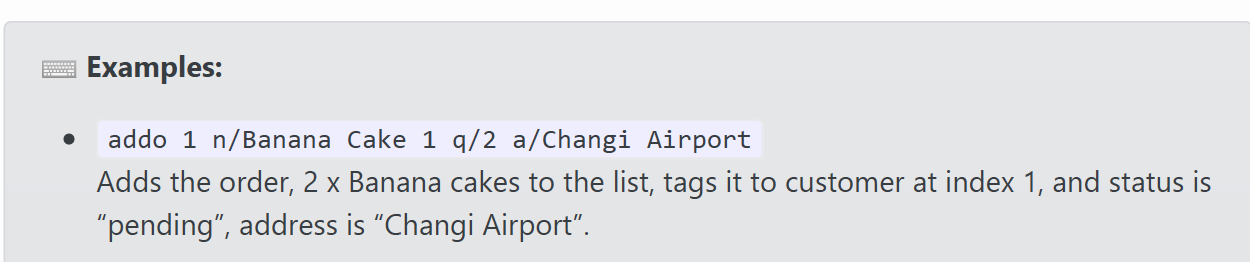 Examples:
addo 1 n/Banana Cake 1 q/2 a/Changi Airport
Adds the order, 2 x Banana cakes to the list, tags it to customer at index 1, and status is
“pending”, address is “Changi Airport”.